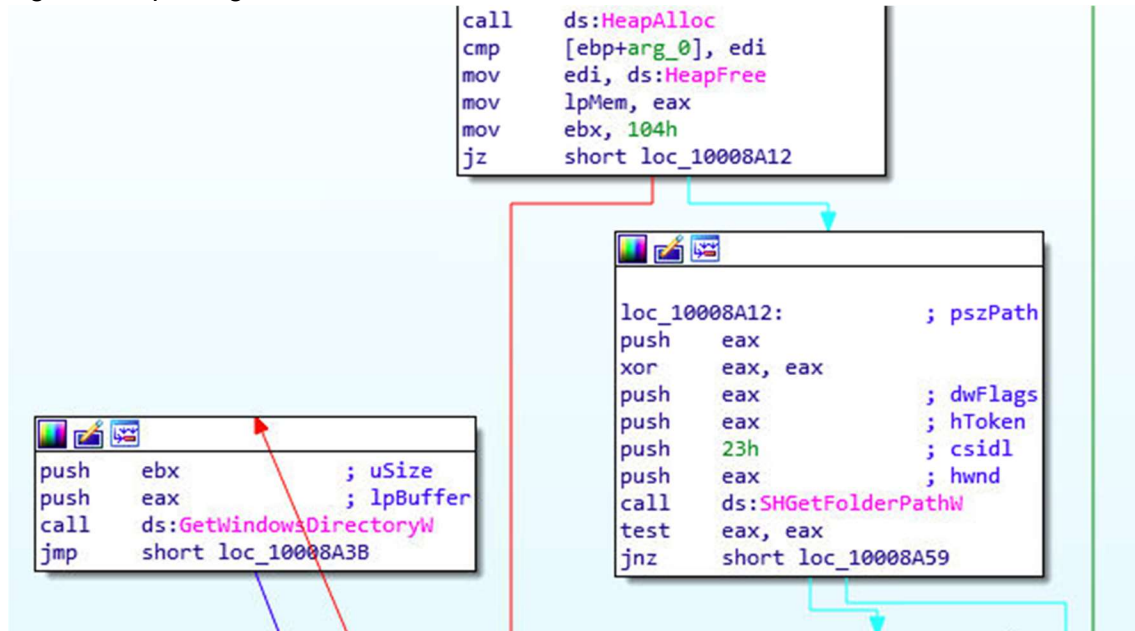 call ds:HeapAlloc
cmp [ebp+arg_0], edi
mov edi, ds:HeapFree
mov lpMem, eax
mov ebx, 104h
jz short loc_10008A12
loc_10008A12: ; pszPath
push eax
xor eax, eax
push eax ; dwFlags
push eax ; hToken
push 23h ; csidl
push eax ; hwnd
call ds:SHGetFolderPathW
test eax, eax
jnz short loc_10008A59
push ebx ; uSize
push eax ; lpBuffer
call ds:GetWindowsDirectoryW
jmp short loc_10008A3B